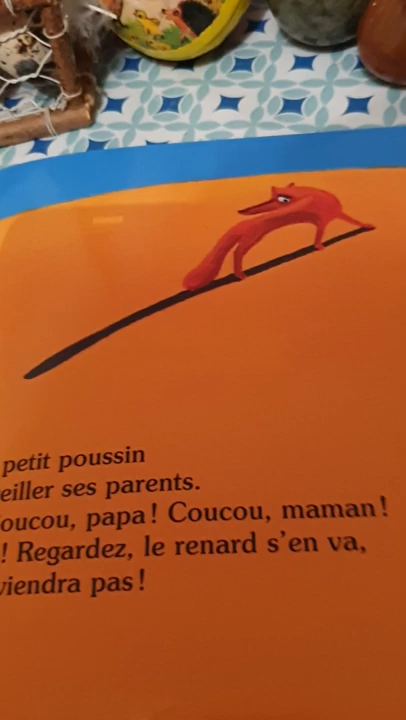 petit poussin
eiller ses parents.
oucou, papa! Coucou, maman!
! Regardez, le renard s'en va,
viendra pas!